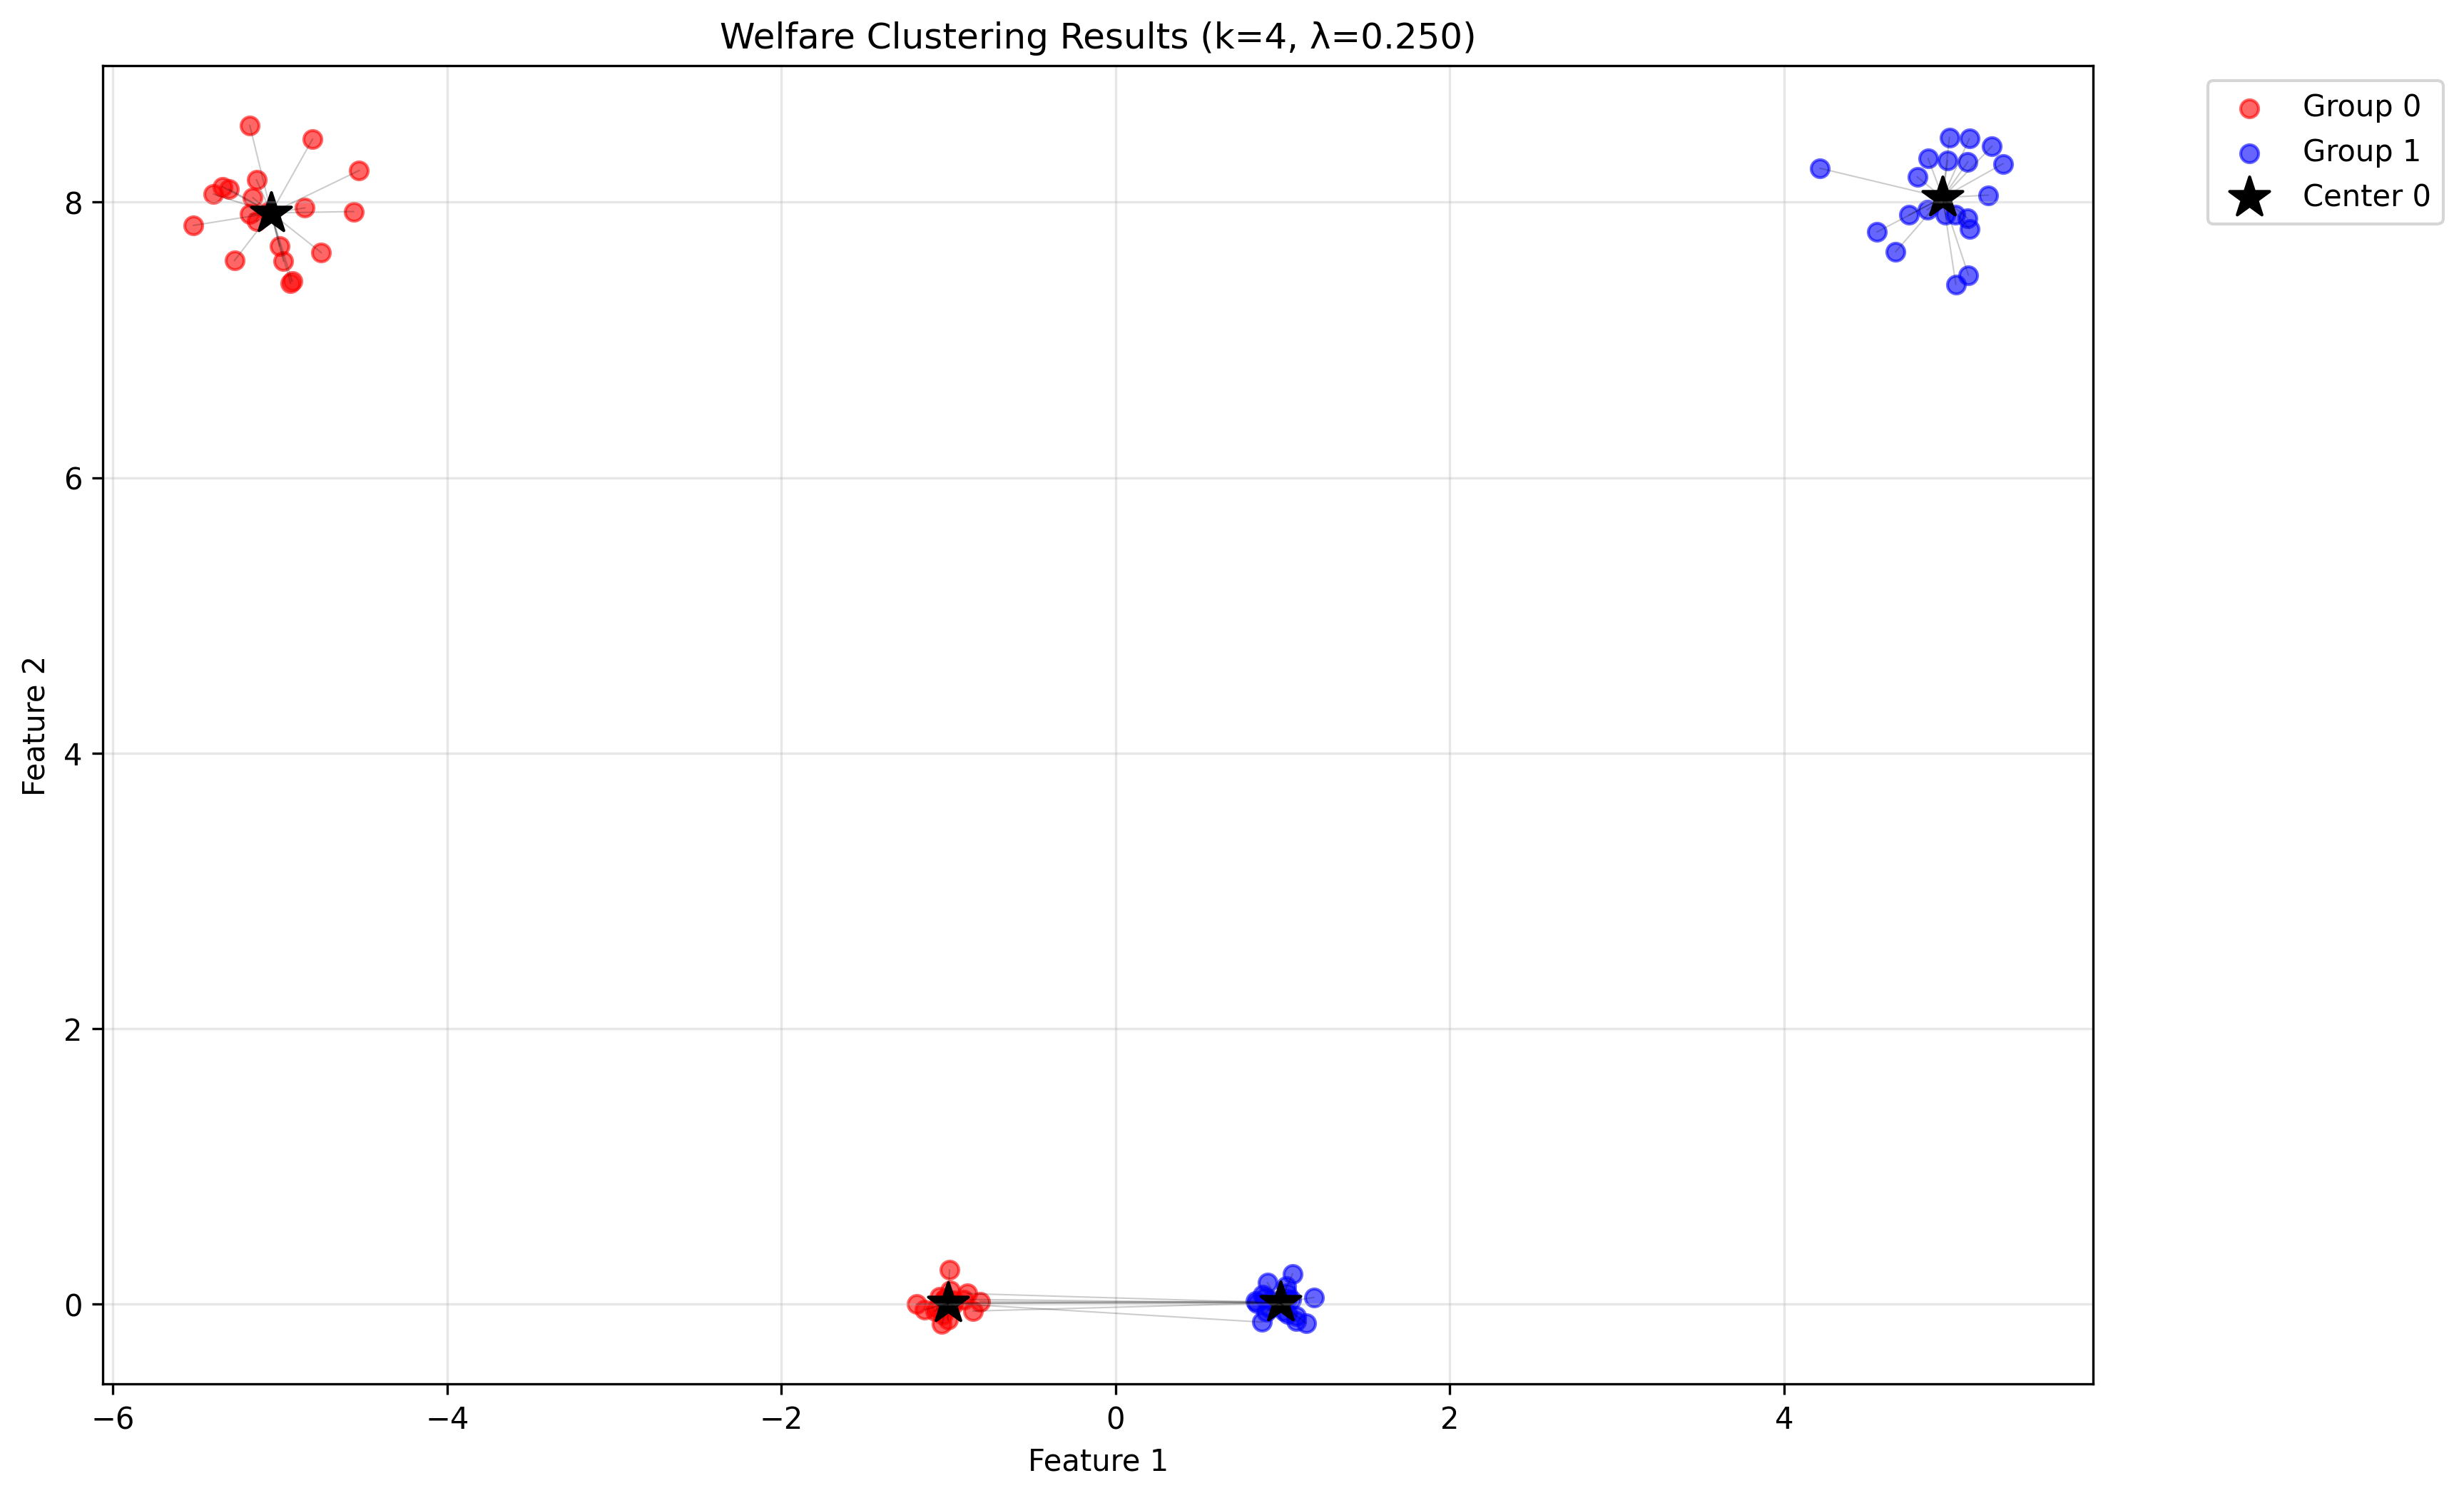 Welfare Clustering Results (k=4, λ=0.250)
Group 0
Group 1
Center 0
Feature 2
8
6
4
2
0
−6
−4
−2
0
2
4
Feature 1